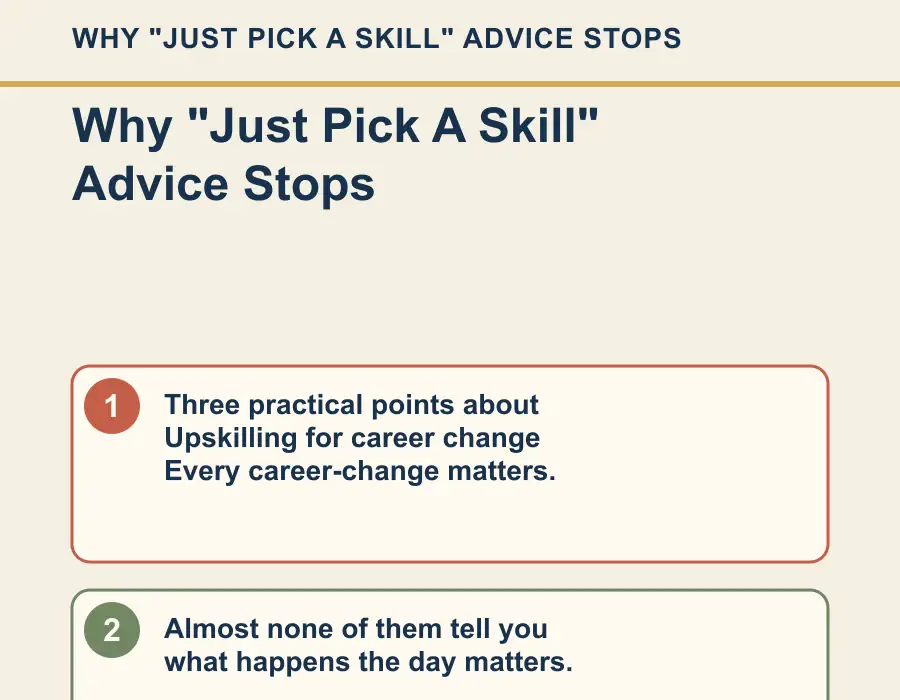 WHY "JUST PICK A SKILL" ADVICE STOPS
Why "Just Pick A Skill"
Advice Stops
1
Three practical points about
Upskilling for career change
Every career-change matters.
2
Almost none of them tell you
what happens the day matters.